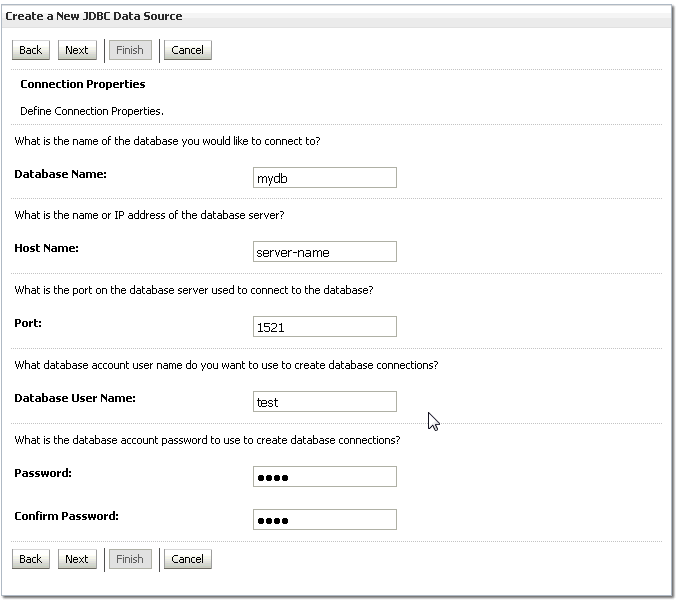 Create a New JDBC Data Source
Back Next Finish Cancel
Connection Properties
Define Connection Properties.
What is the name of the database you would like to connect to?
Database Name: mydb
What is the name or IP address of the database server?
Host Name: server-name
What is the port on the database server used to connect to the database?
Port: 1521
What database account user name do you want to use to create database connections?
Database User Name: test
What is the database account password to use to create database connections?
Password: ●●●●
Confirm Password: ●●●●
Back Next Finish Cancel